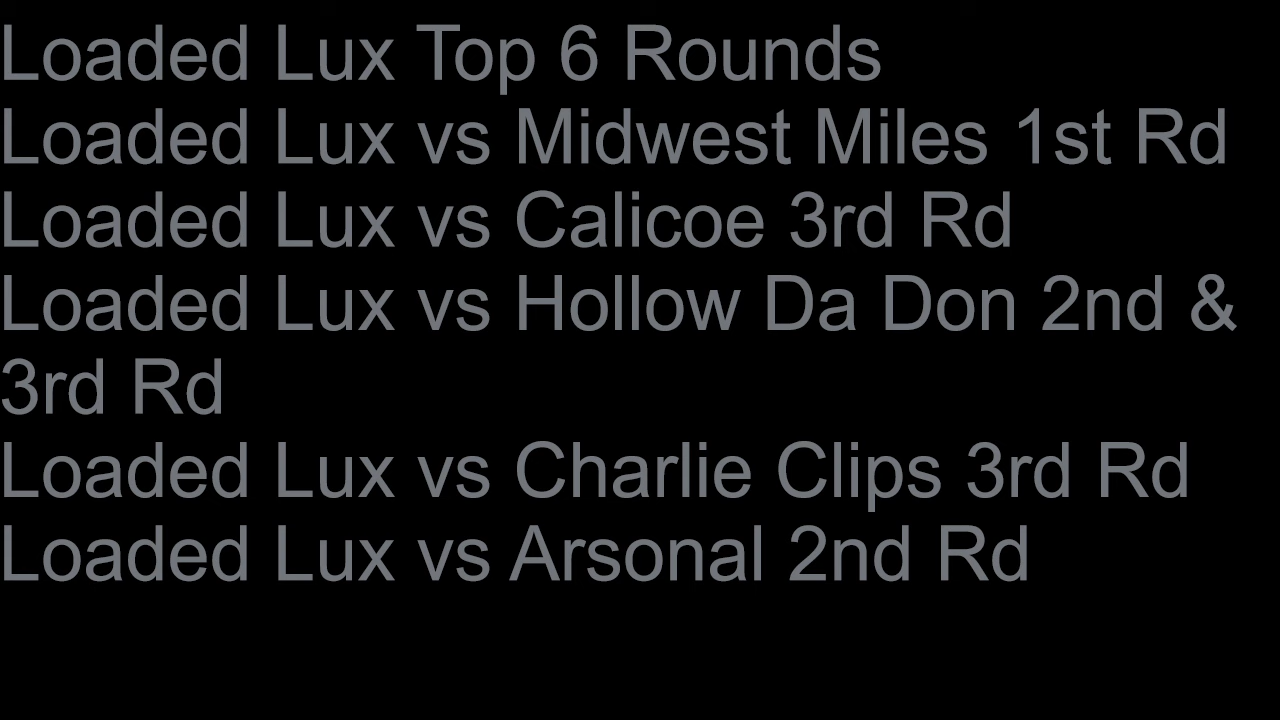 Loaded Lux Top 6 Rounds
Loaded Lux vs Midwest Miles 1st Rd
Loaded Lux vs Calicoe 3rd Rd
Loaded Lux vs Hollow Da Don 2nd &
3rd Rd
Loaded Lux vs Charlie Clips 3rd Rd
Loaded Lux vs Arsonal 2nd Rd